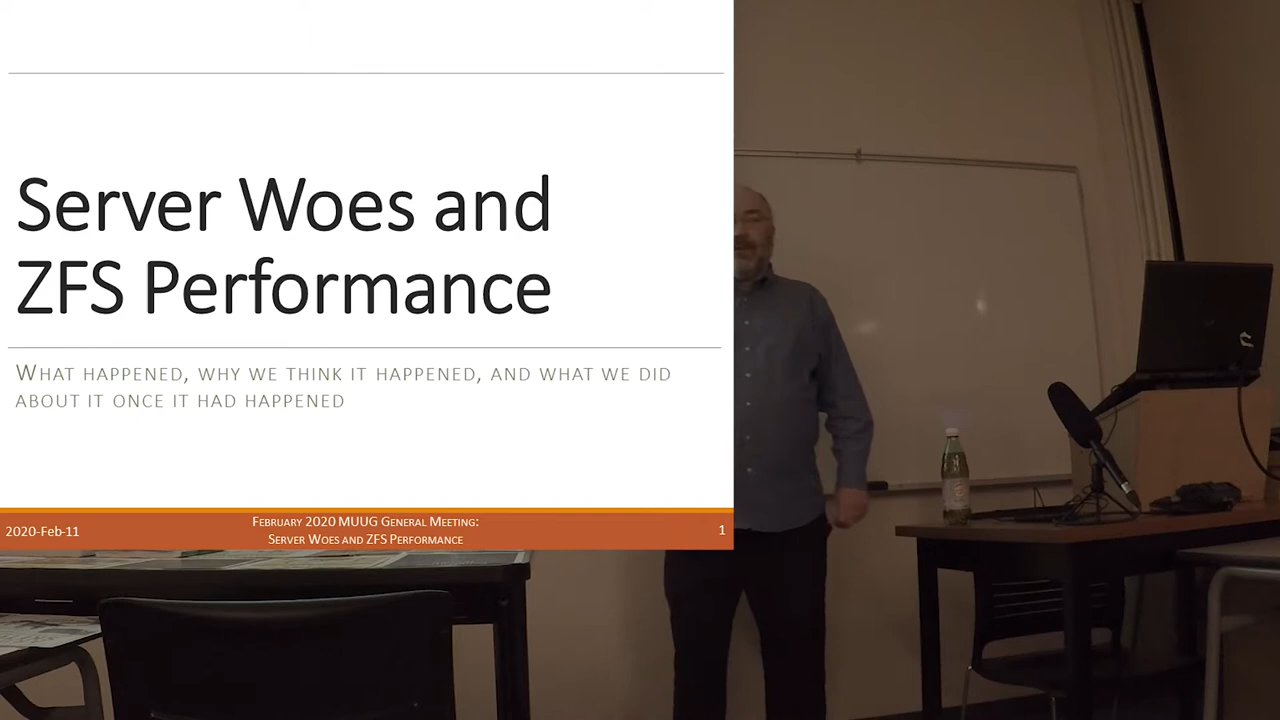 Server Woes and
ZFS Performance
What happened, why we think it happened, and what we did
about it once it had happened
2020-Feb-11
February 2020 MUUG General Meeting:
Server Woes and ZFS Performance
1